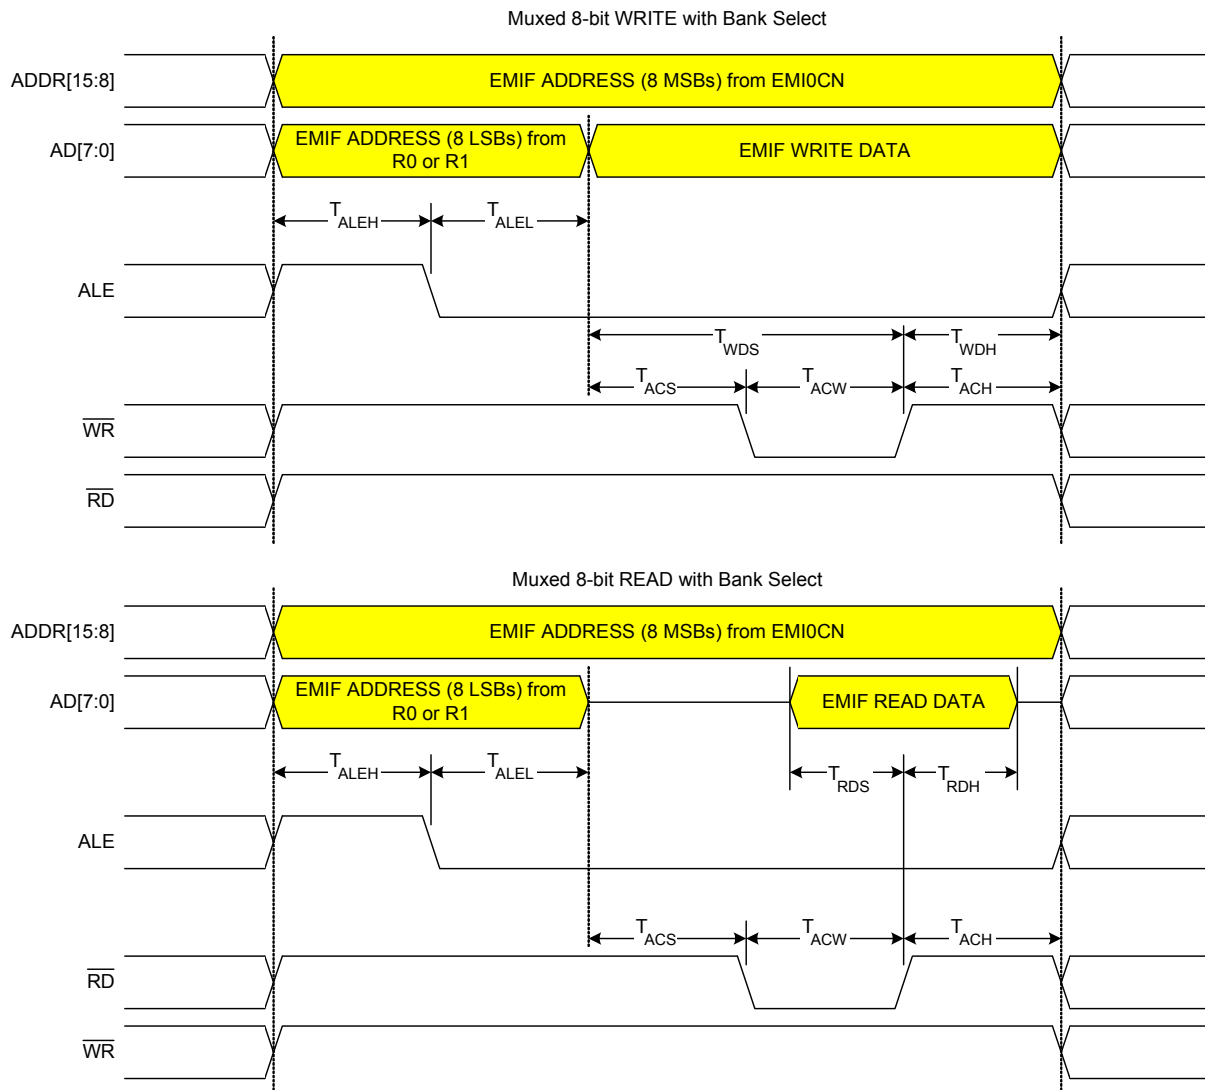 Muxed 8-bit WRITE with Bank Select
ADDR[15:8]
EMIF ADDRESS (8 MSBs) from EMI0CN
AD[7:0]
EMIF ADDRESS (8 LSBs) from
R0 or R1
EMIF WRITE DATA
TALEH
TALEL
ALE
TWDS
TWDH
TACS
TACW
TACH
WR
RD
Muxed 8-bit READ with Bank Select
ADDR[15:8]
EMIF ADDRESS (8 MSBs) from EMI0CN
AD[7:0]
EMIF ADDRESS (8 LSBs) from
R0 or R1
EMIF READ DATA
TALEH
TALEL
TRDS
TRDH
ALE
TACS
TACW
TACH
RD
WR